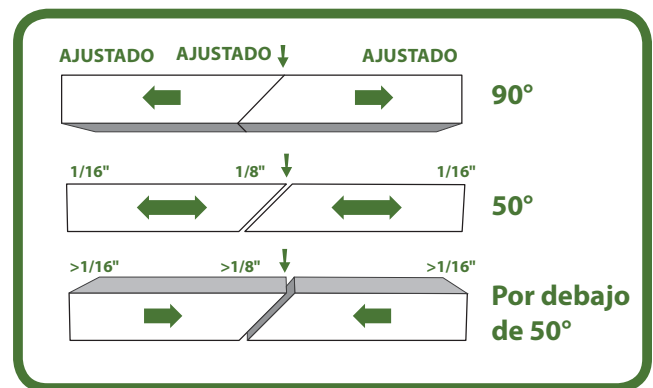 AJUSTADO AJUSTADO AJUSTADO
90°
1/16" 1/8" 1/16"
50°
>1/16" >1/8" >1/16"
Por debajo
de 50°